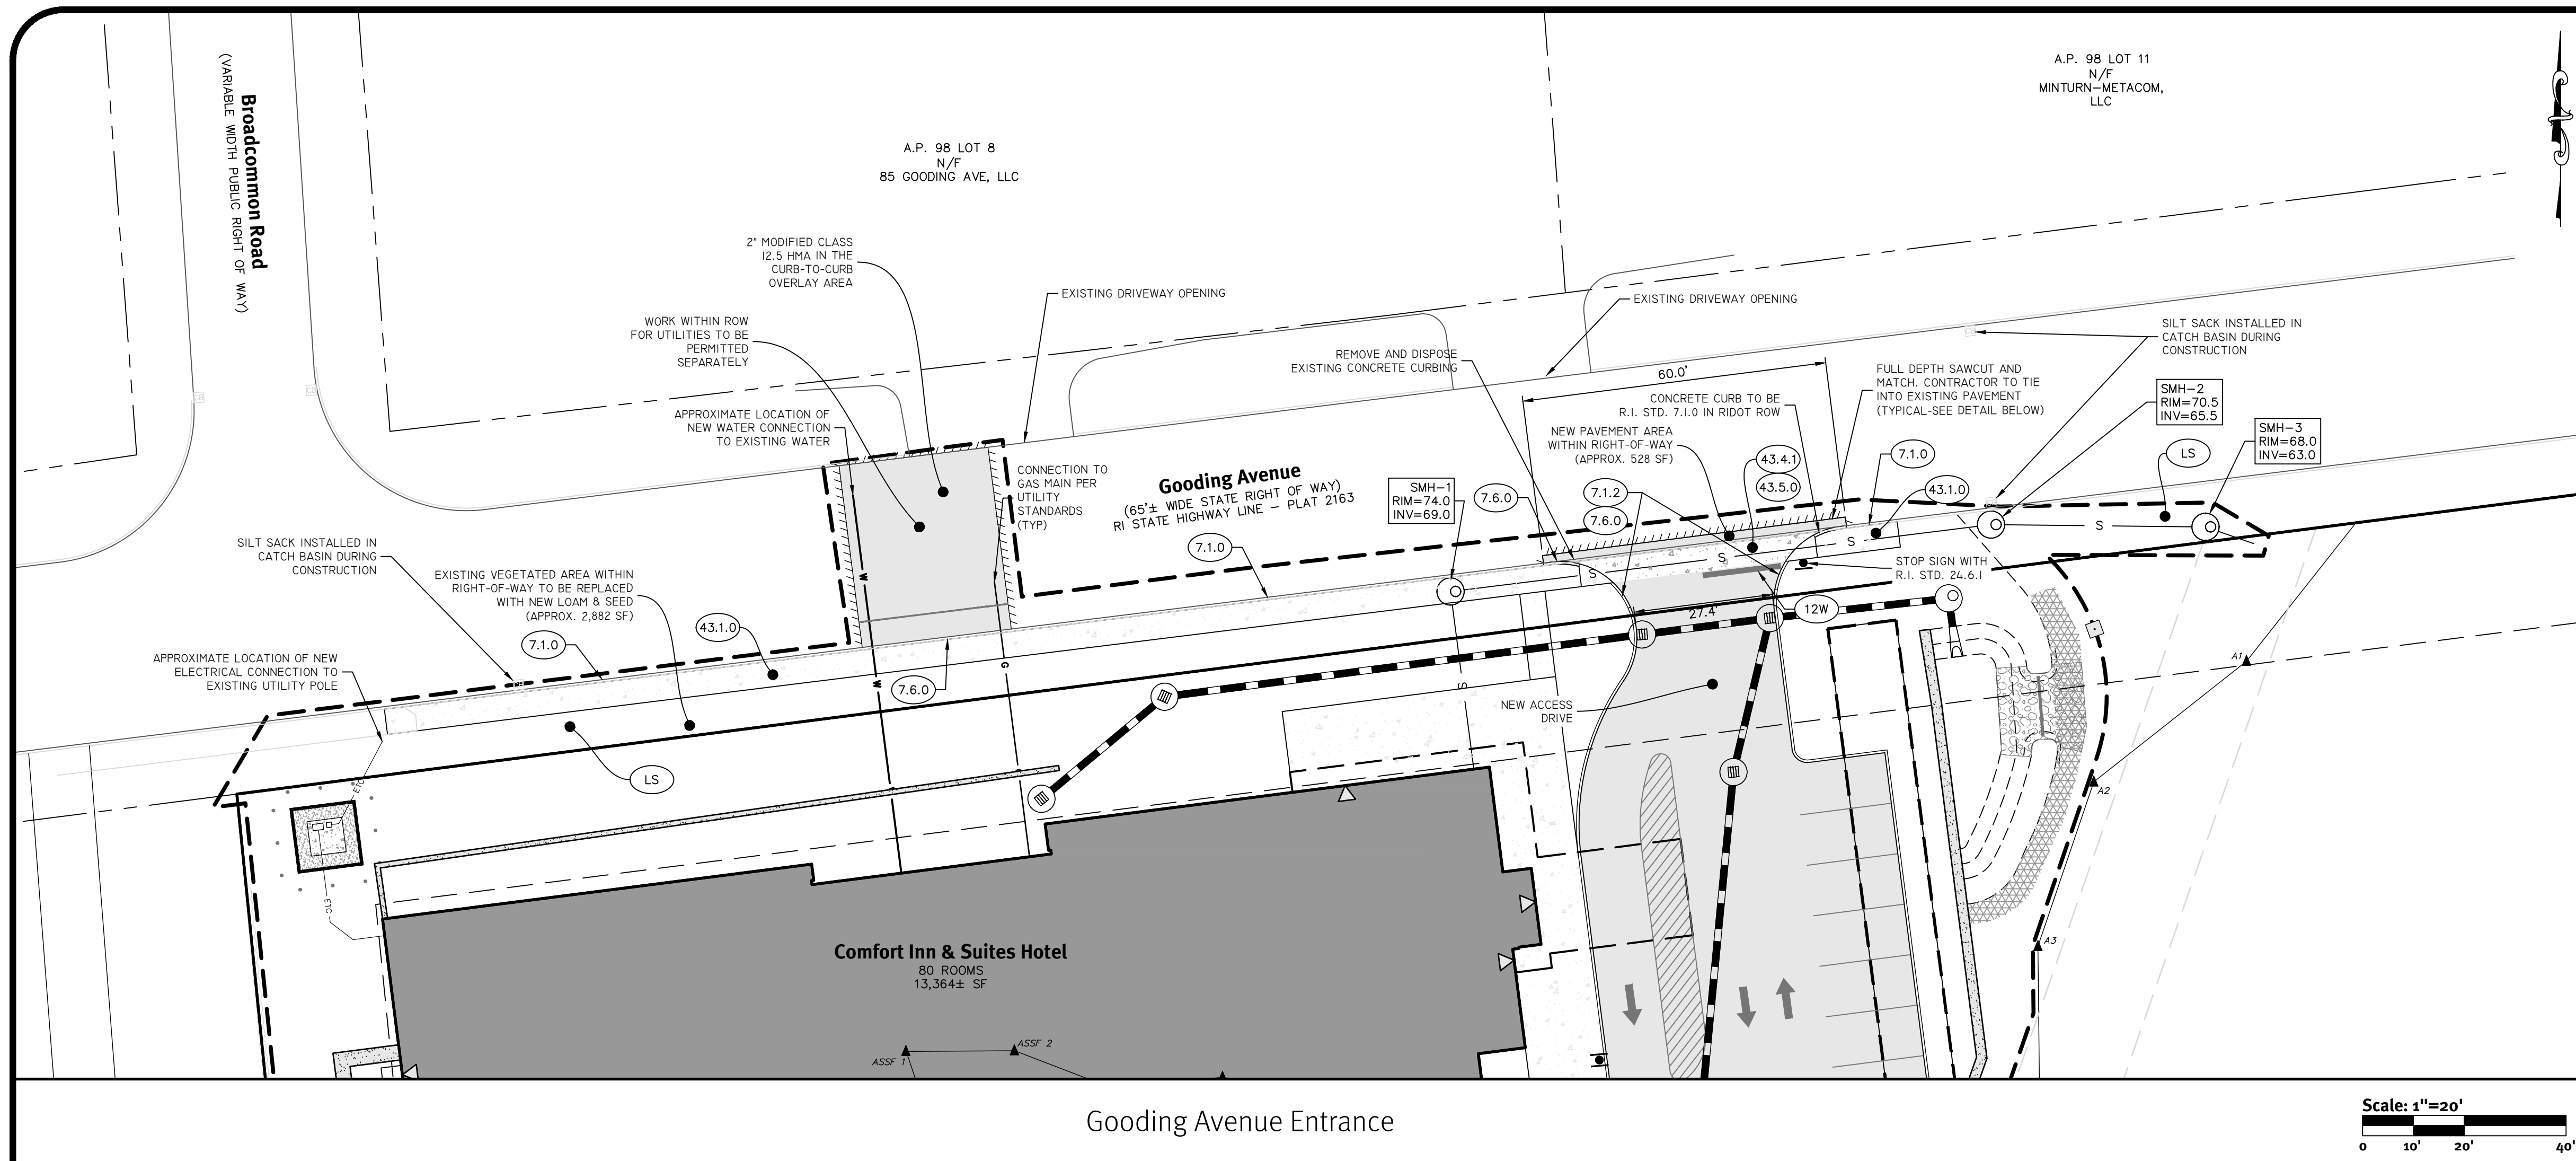 Broadcommon Road
(VARIABLE WIDTH PUBLIC RIGHT OF WAY)
A.P. 98 LOT 8
N/F
85 GOODING AVE, LLC
A.P. 98 LOT 11
N/F
MINTURN-METACOM,
LLC
2" MODIFIED CLASS
12.5 HMA IN THE
CURB-TO-CURB
OVERLAY AREA
WORK WITHIN ROW
FOR UTILITIES TO BE
PERMITTED
SEPARATELY
EXISTING DRIVEWAY OPENING
EXISTING DRIVEWAY OPENING
SILT SACK INSTALLED IN
CATCH BASIN DURING
CONSTRUCTION
REMOVE AND DISPOSE
EXISTING CONCRETE CURBING
60.0'
FULL DEPTH SAWCUT AND
MATCH. CONTRACTOR TO TIE
INTO EXISTING PAVEMENT
(TYPICAL-SEE DETAIL BELOW)
CONCRETE CURB TO BE
R.I. STD. 7.1.0 IN RIDOT ROW
SMH-2
RIM=70.5
INV=65.5
SMH-3
RIM=68.0
INV=63.0
APPROXIMATE LOCATION OF
NEW WATER CONNECTION
TO EXISTING WATER
NEW PAVEMENT AREA
WITHIN RIGHT-OF-WAY
(APPROX. 528 SF)
43.4.1
43.5.0
7.1.0
LS
43.1.0
CONNECTION TO
GAS MAIN PER
UTILITY
STANDARDS
(TYP)
Gooding Avenue
(65'± WIDE STATE RIGHT OF WAY)
RI STATE HIGHWAY LINE - PLAT 2163
SMH-1
RIM=74.0
INV=69.0
7.6.0
7.1.2
7.6.0
7.1.0
S
S
S
S
S
STOP SIGN WITH
R.I. STD. 24.6.1
12W
27.4'
SILT SACK INSTALLED IN
CATCH BASIN DURING
CONSTRUCTION
EXISTING VEGETATED AREA WITHIN
RIGHT-OF-WAY TO BE REPLACED
WITH NEW LOAM & SEED
(APPROX. 2,882 SF)
43.1.0
7.1.0
APPROXIMATE LOCATION OF NEW
ELECTRICAL CONNECTION TO
EXISTING UTILITY POLE
W
W
G
7.6.0
LS
NEW ACCESS
DRIVE
A1
A2
A3
ETC
ETC
CB
CB
CB
Comfort Inn & Suites Hotel
80 ROOMS
13,364± SF
ASSF 1
ASSF 2
Gooding Avenue Entrance
Scale: 1"=20'
0 10' 20' 40'